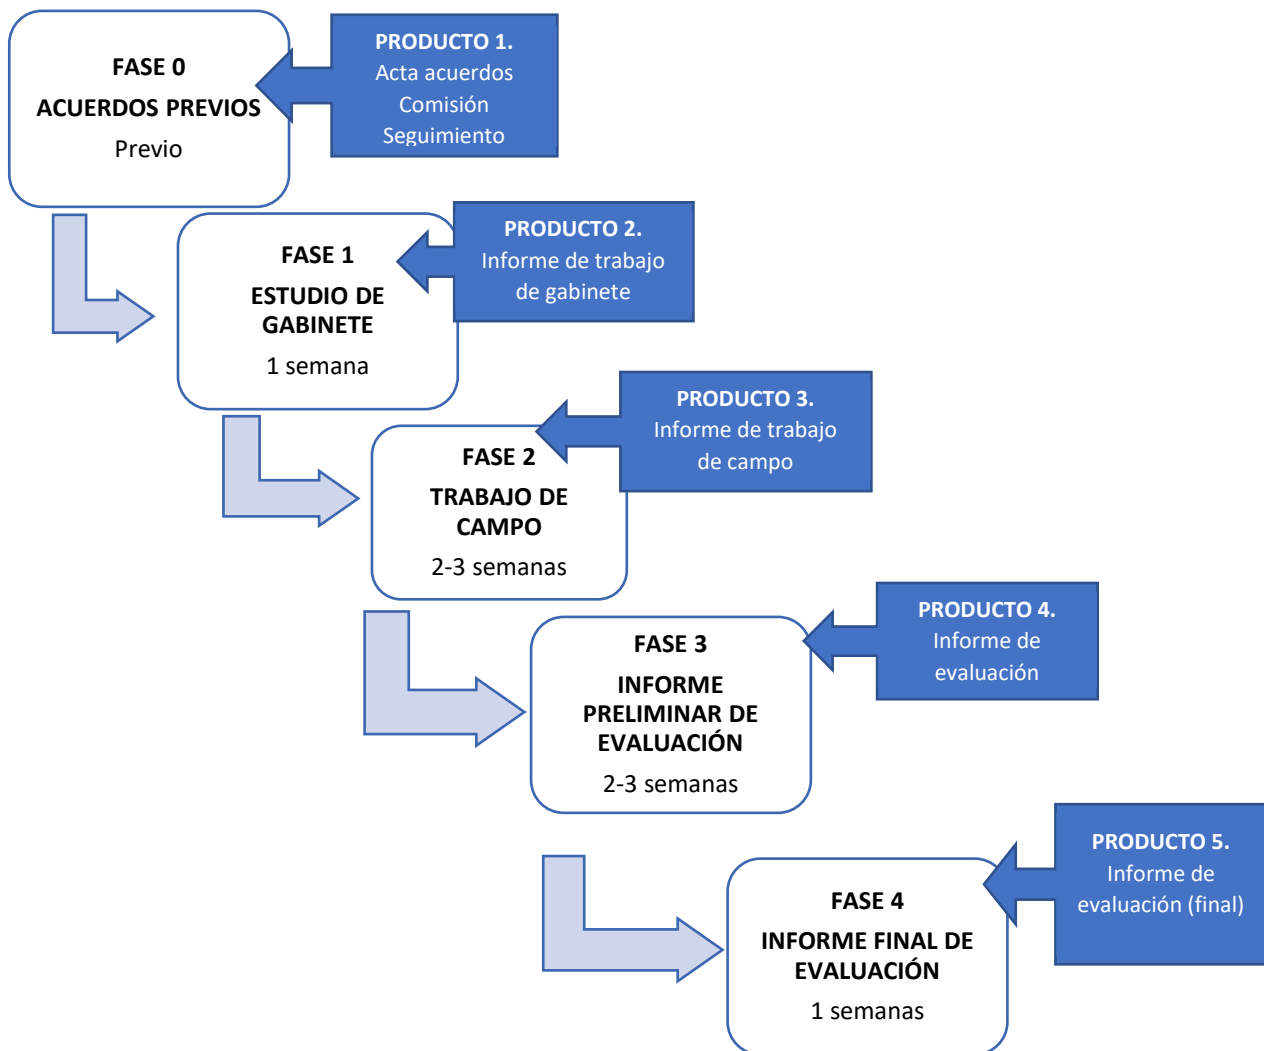 FASE 0
ACUERDOS PREVIOS
Previo
PRODUCTO 1.
Acta acuerdos
Comisión
Seguimiento
FASE 1
ESTUDIO DE
GABINETE
1 semana
PRODUCTO 2.
Informe de trabajo
de gabinete
FASE 2
TRABAJO DE
CAMPO
2-3 semanas
PRODUCTO 3.
Informe de trabajo
de campo
FASE 3
INFORME
PRELIMINAR DE
EVALUACIÓN
2-3 semanas
PRODUCTO 4.
Informe de
evaluación
FASE 4
INFORME FINAL DE
EVALUACIÓN
1 semanas
PRODUCTO 5.
Informe de
evaluación (final)